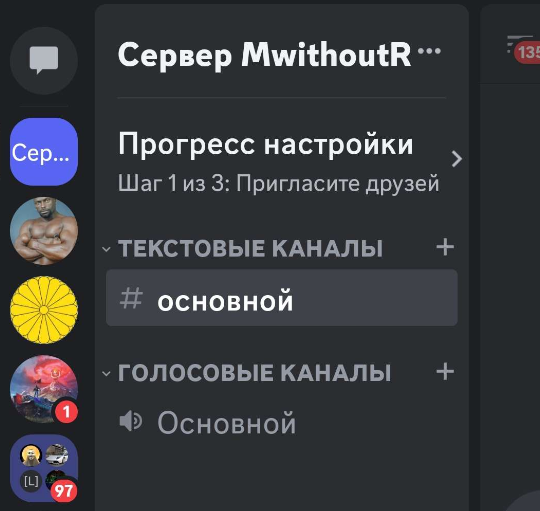 Сервер MwithoutR
Прогресс настройки
Шаг 1 из 3: Пригласите друзей
ТЕКСТОВЫЕ КАНАЛЫ
# основной
ГОЛОСОВЫЕ КАНАЛЫ
Основной
Сер...
1
[L]
97
135